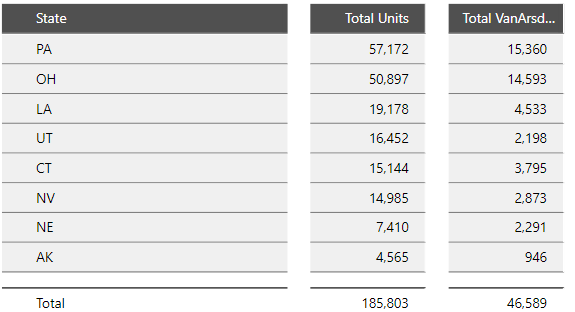 State Total Units Total VanArsd...
PA 57,172 15,360
OH 50,897 14,593
LA 19,178 4,533
UT 16,452 2,198
CT 15,144 3,795
NV 14,985 2,873
NE 7,410 2,291
AK 4,565 946
Total 185,803 46,589